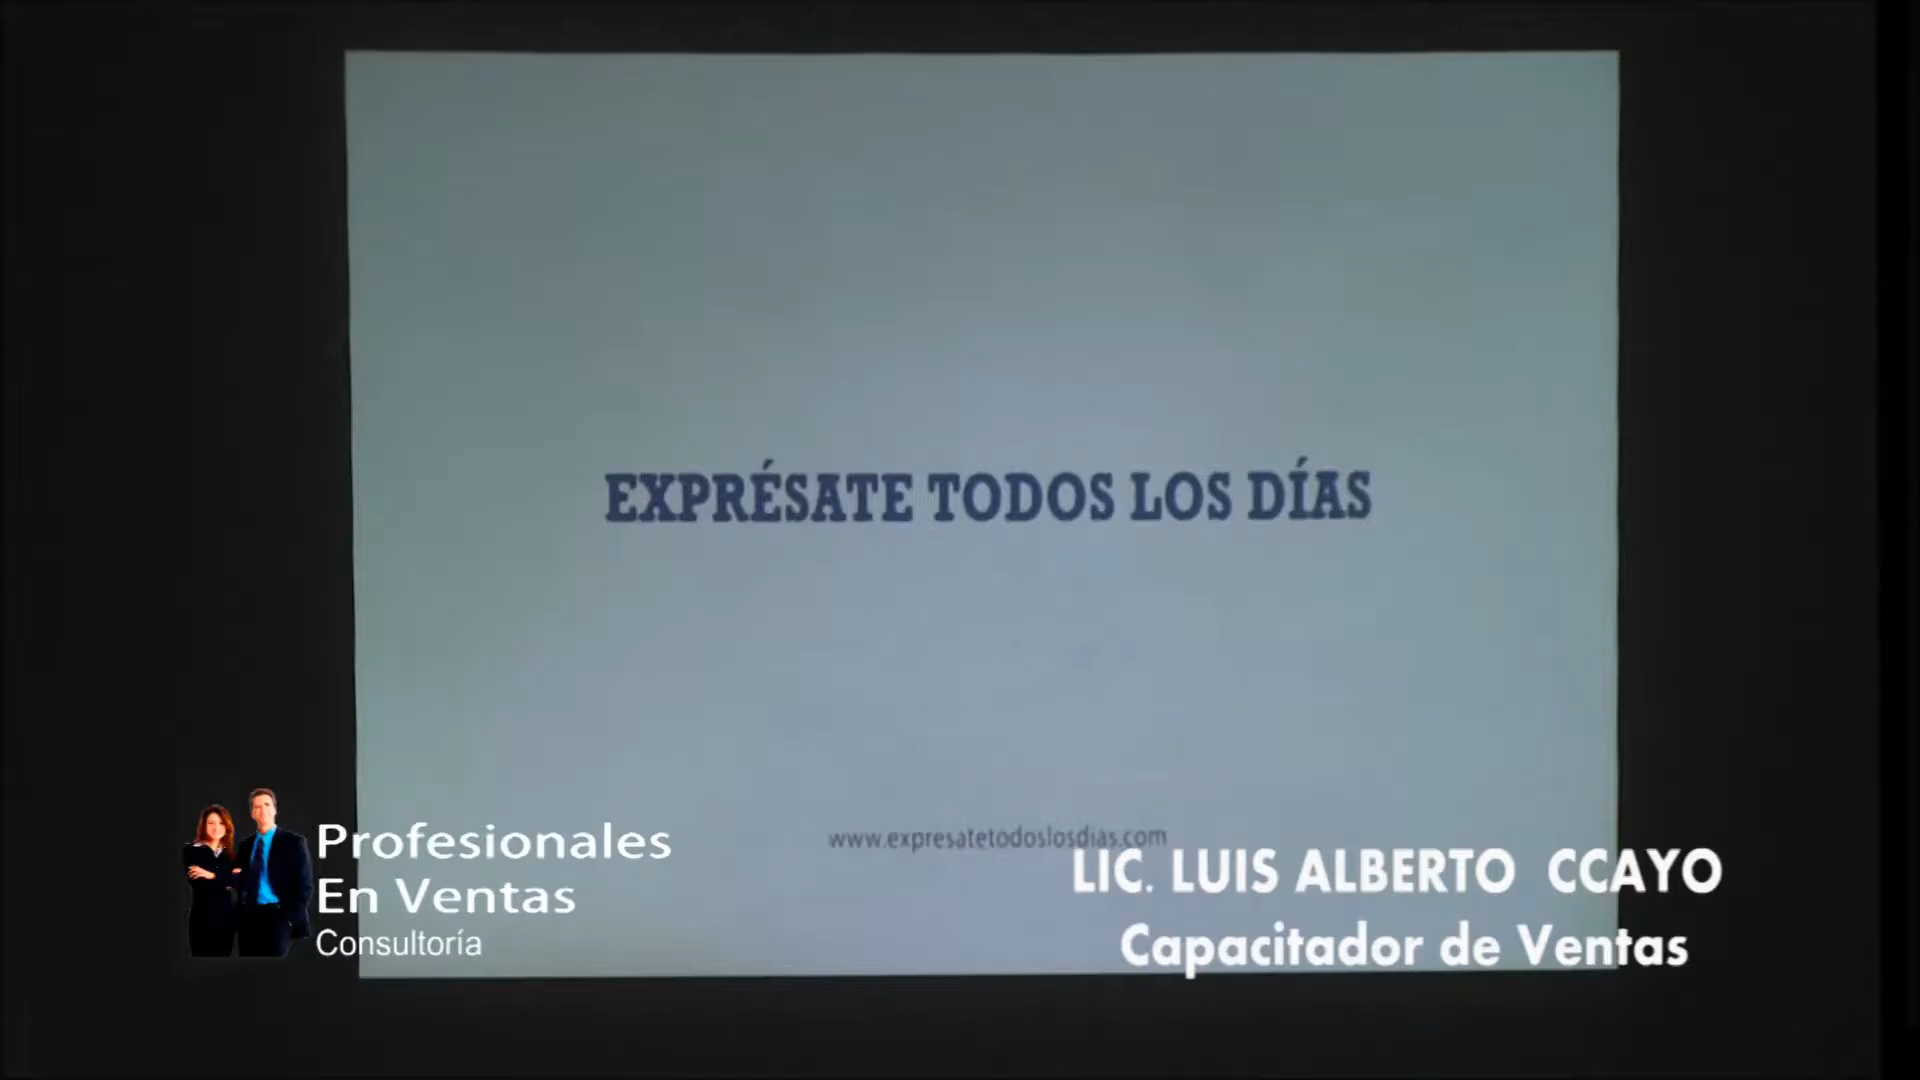 EXPRÉSATE TODOS LOS DÍAS
www.expresatetodoslosdias.com
Profesionales
En Ventas
Consultoría
LIC. LUIS ALBERTO CCAYO
Capacitador de Ventas